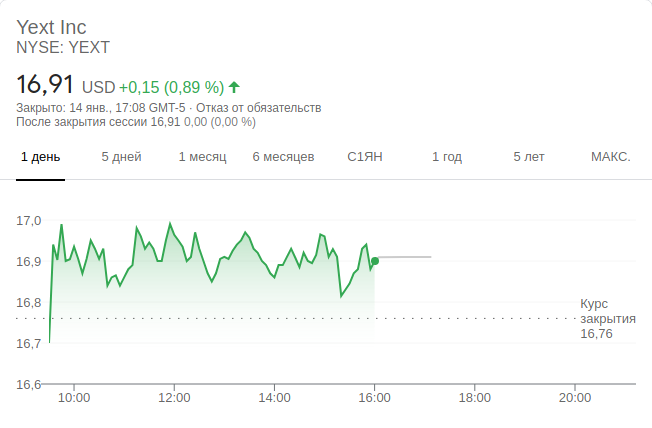 Yext Inc
NYSE: YEXT
16,91 USD +0,15 (0,89 %)
Закрыто: 14 янв., 17:08 GMT-5 · Отказ от обязательств
После закрытия сессии 16,91 0,00 (0,00 %)
1 день 5 дней 1 месяц 6 месяцев С1ЯН 1 год 5 лет МАКС.
17,0
16,9
16,8
Курс
закрытия
16,76
16,7
16,6
10:00 12:00 14:00 16:00 18:00 20:00